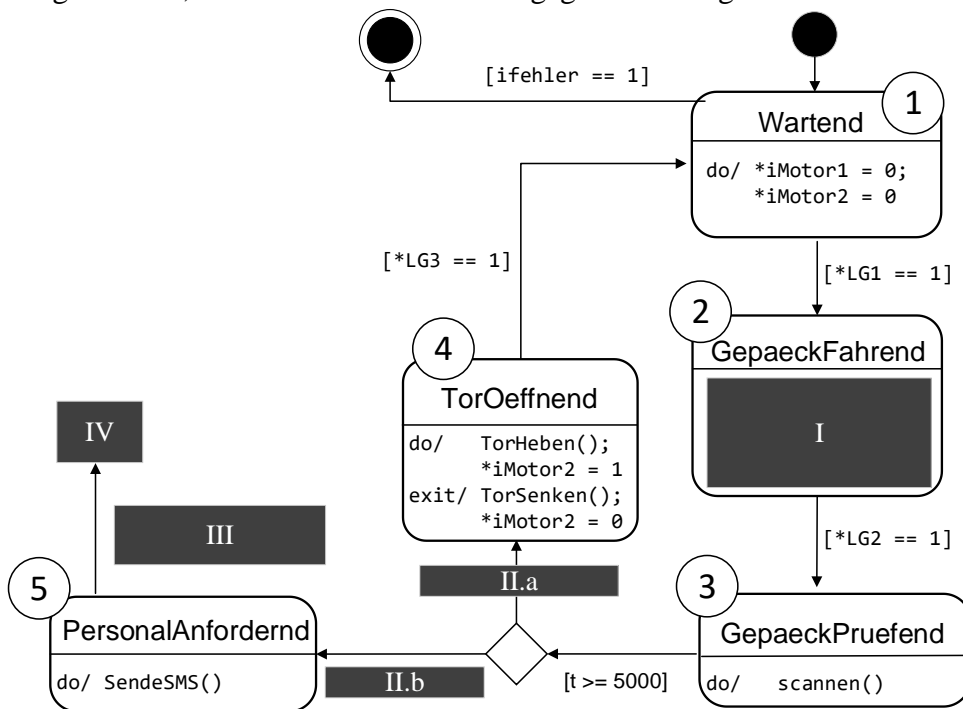 [ifehler == 1]
1
Wartend
do/ *iMotor1 = 0;
*iMotor2 = 0
[*LG3 == 1]
[*LG1 == 1]
2
GepaeckFahrend
I
4
TorOeffnend
do/ TorHeben();
*iMotor2 = 1
exit/ TorSenken();
*iMotor2 = 0
IV
III
[*LG2 == 1]
II.a
5
PersonalAnfordernd
do/ SendeSMS()
II.b
[t >= 5000]
3
GepaeckPruefend
do/ scannen()